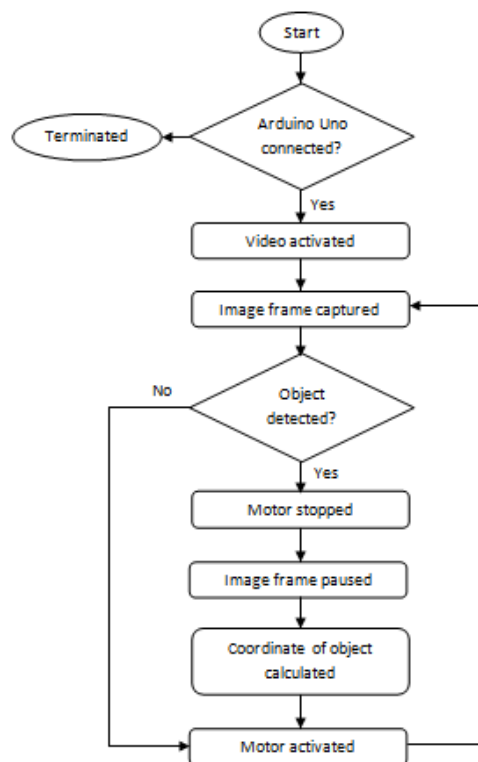 Start
Arduino Uno
connected?
Terminated
Yes
Video activated
Image frame captured
No
Object
detected?
Yes
Motor stopped
Image frame paused
Coordinate of object
calculated
Motor activated